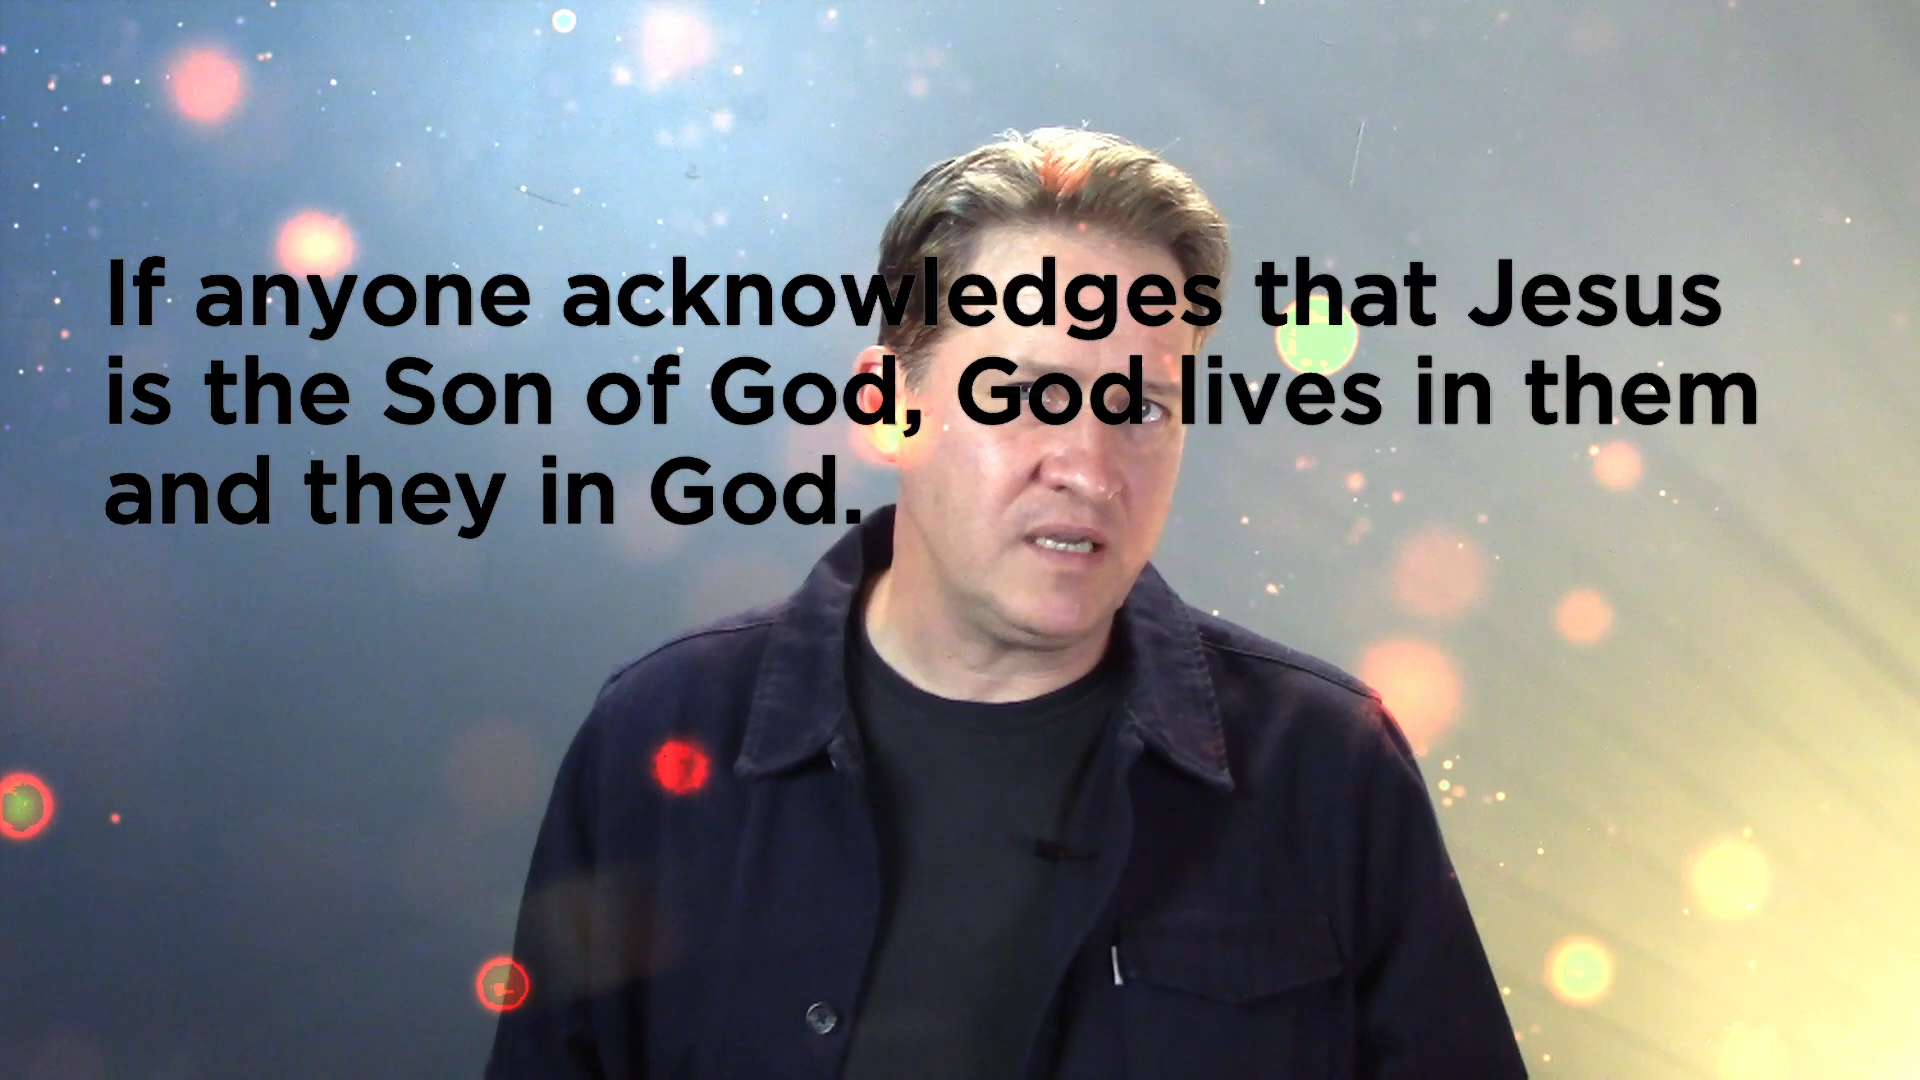 If anyone acknowledges that Jesus
is the Son of God, God lives in them
and they in God.